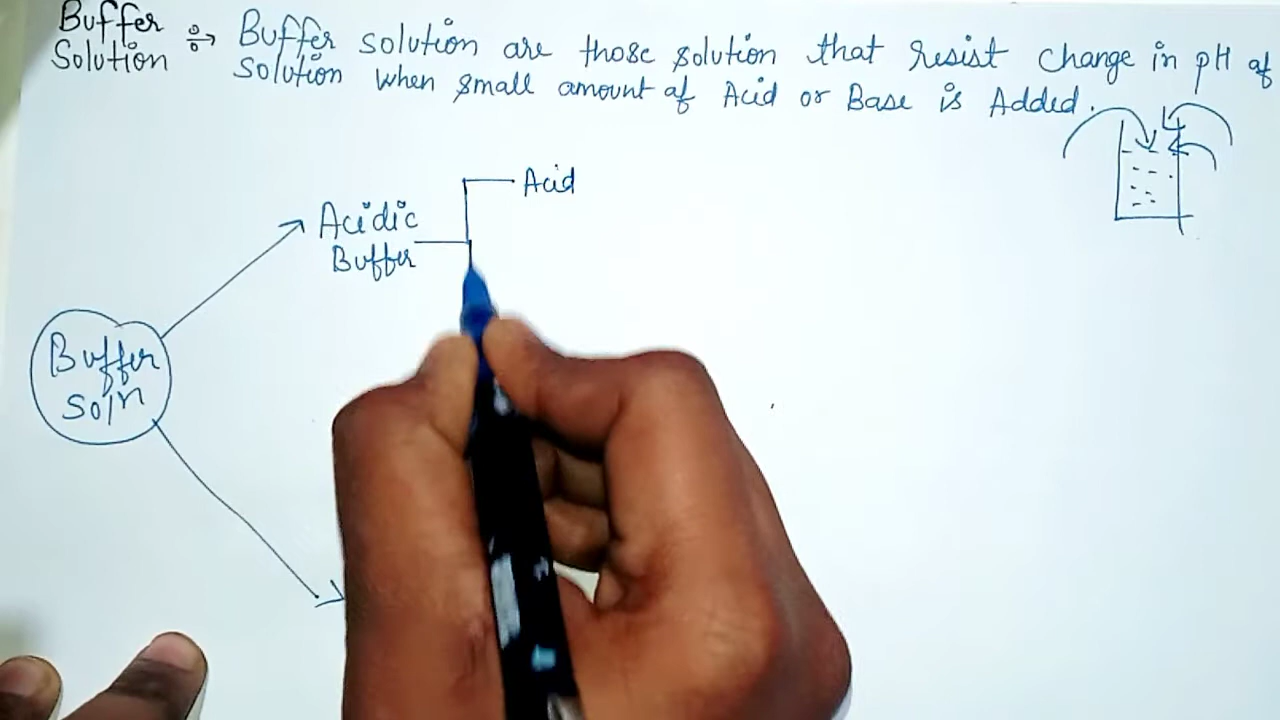 Buffer Solution ÷→ Buffer solution are those solution that resist change in pH of
solution when small amount of Acid or Base is Added.
Acid
Acidic
Buffer
Buffer
Soln